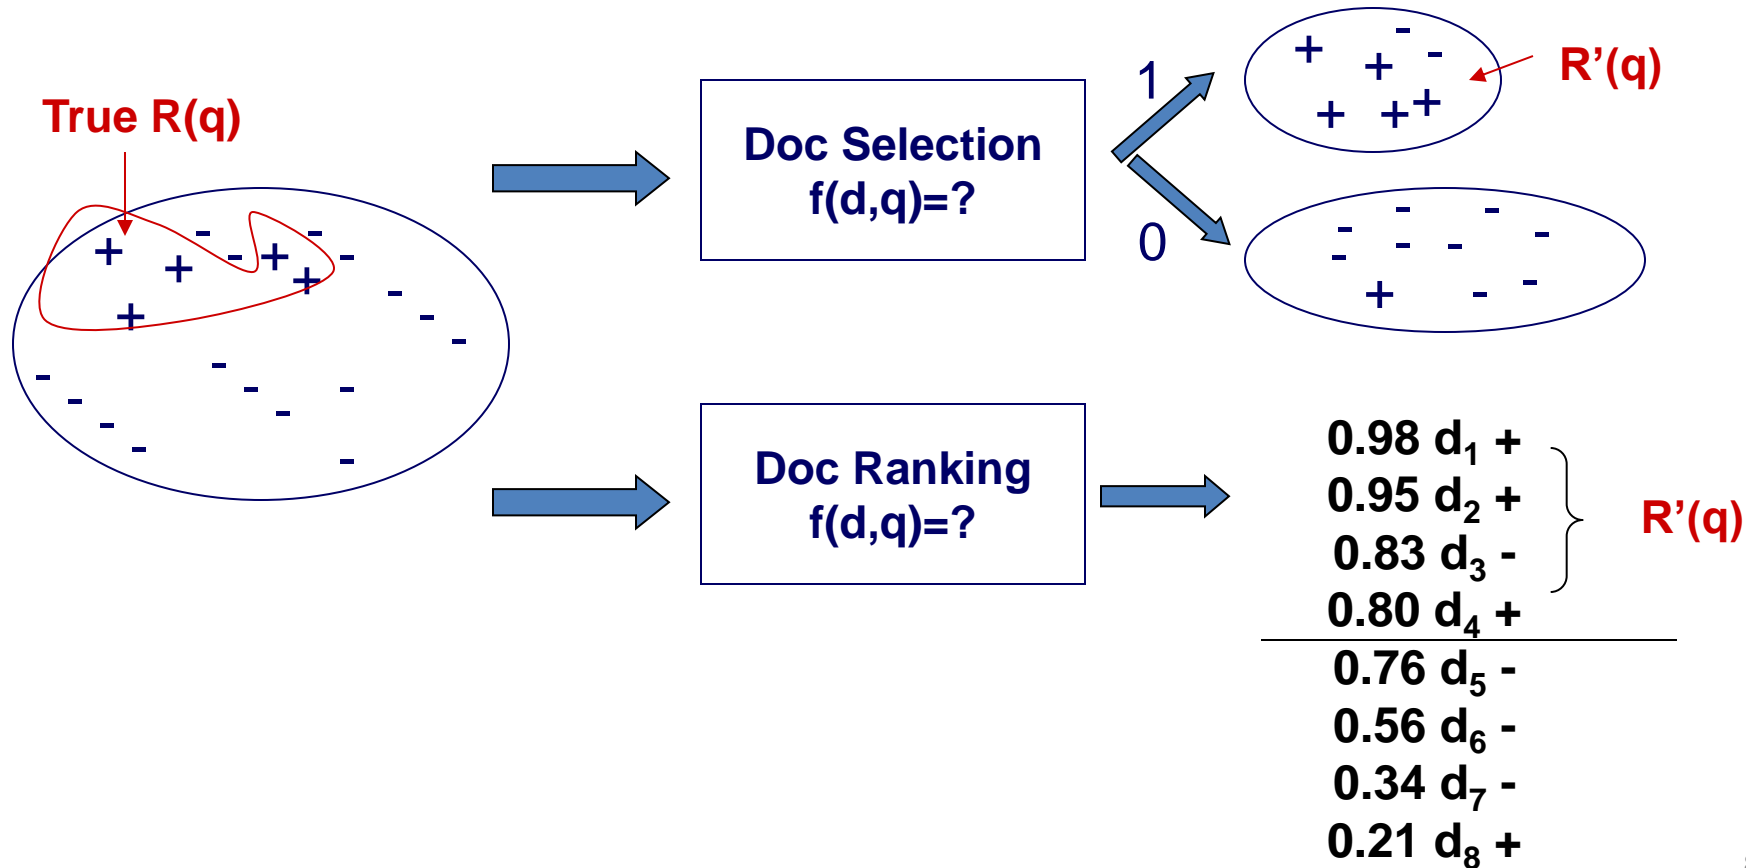 True R(q)
Doc Selection
f(d,q)=?
1
0
R’(q)
+ - + - + + +
- - - - - - - + - -
+ - + - + + - - + - - -
- - - - - - - - - -
Doc Ranking
f(d,q)=?
0.98 d₁ +
0.95 d₂ +
0.83 d₃ -
0.80 d₄ +
0.76 d₅ -
0.56 d₆ -
0.34 d₇ -
0.21 d₈ +
R’(q)